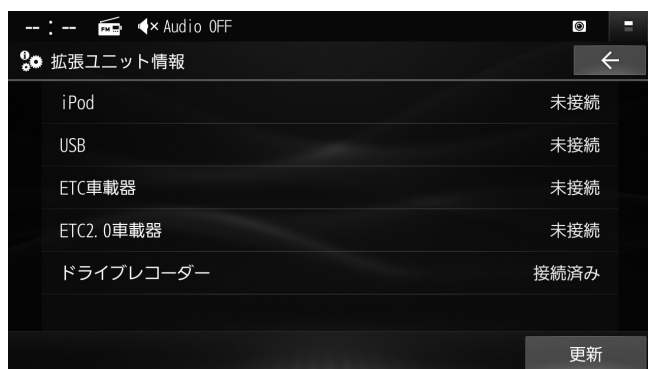 --:-- FM Audio OFF
拡張ユニット情報
iPod 未接続
USB 未接続
ETC車載器 未接続
ETC2.0車載器 未接続
ドライブレコーダー 接続済み
更新